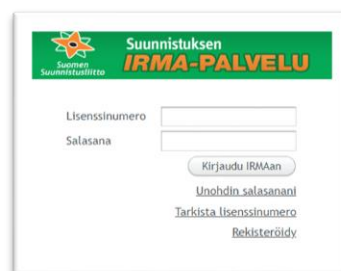 Suunnistuksen
IRMA-PALVELU
Suomen
Suunnistusliitto
Lisenssinumero
Salasana
Kirjaudu IRMAan
Unohdin salasanani
Tarkista lisenssinumero
Rekisteröidy